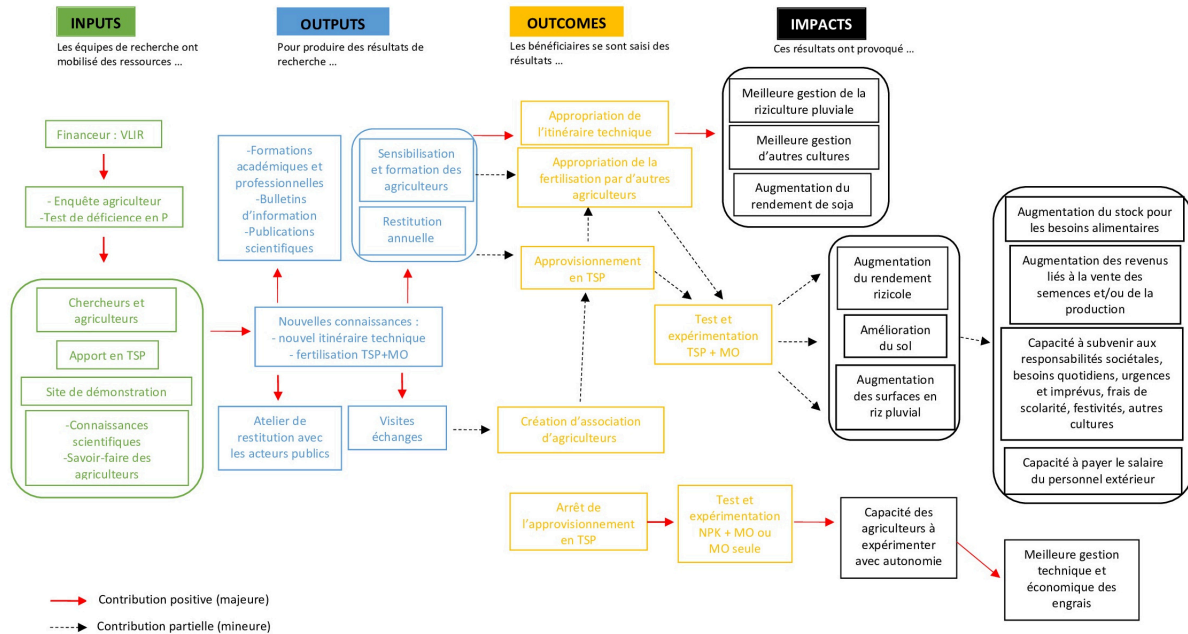 INPUTS
Les équipes de recherche ont
mobilisé des ressources ...
OUTPUTS
Pour produire des résultats de
recherche ...
OUTCOMES
Les bénéficiaires se sont saisi des
résultats ...
IMPACTS
Ces résultats ont provoqué ...
Financeur : VLIR
- Enquête agriculteur
-Test de déficience en P
Chercheurs et
agriculteurs
Apport en TSP
Site de démonstration
-Connaissances
scientifiques
-Savoir-faire des
agriculteurs
-Formations
académiques et
professionnelles
-Bulletins
d'information
-Publications
scientifiques
Sensibilisation
et formation des
agriculteurs
Restitution
annuelle
Nouvelles connaissances :
- nouvel itinéraire technique
- fertilisation TSP+MO
Atelier de
restitution avec
les acteurs publics
Visites
échanges
Appropriation de
l'itinéraire technique
Appropriation de la
fertilisation par d'autres
agriculteurs
Approvisionnement
en TSP
Test et
expérimentation
TSP + MO
Création d'association
d'agriculteurs
Arrêt de
l'approvisionnement
en TSP
Test et
expérimentation
NPK + MO ou
MO seule
Meilleure gestion de la
riziculture pluviale
Meilleure gestion
d'autres cultures
Augmentation du
rendement de soja
Augmentation
du rendement
rizicole
Amélioration
du sol
Augmentation
des surfaces en
riz pluvial
Augmentation du stock pour
les besoins alimentaires
Augmentation des revenus
liés à la vente des
semences et/ou de la
production
Capacité à subvenir aux
responsabilités sociétales,
besoins quotidiens, urgences
et imprévus, frais de
scolarité, festivités, autres
cultures
Capacité à payer le salaire
du personnel extérieur
Capacité des
agriculteurs à
expérimenter
avec autonomie
Meilleure gestion
technique et
économique des
engrais
Contribution positive (majeure)
Contribution partielle (mineure)